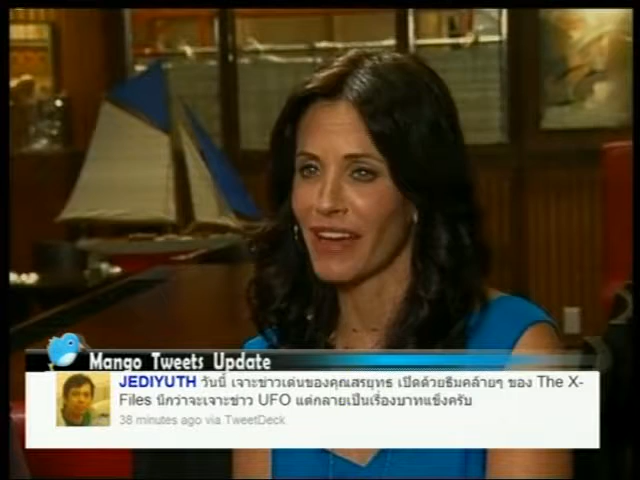 Mango Tweets Update
JEDIYUTH วันนี้ เจาะข่าวเด่นของคุณสรยุทธ เปิดด้วยธีมคล้ายๆ ของ The X-
Files นึกว่าจะเจาะข่าว UFO แต่กลายเป็นเรื่องบาทแข็งครับ
38 minutes ago via TweetDeck